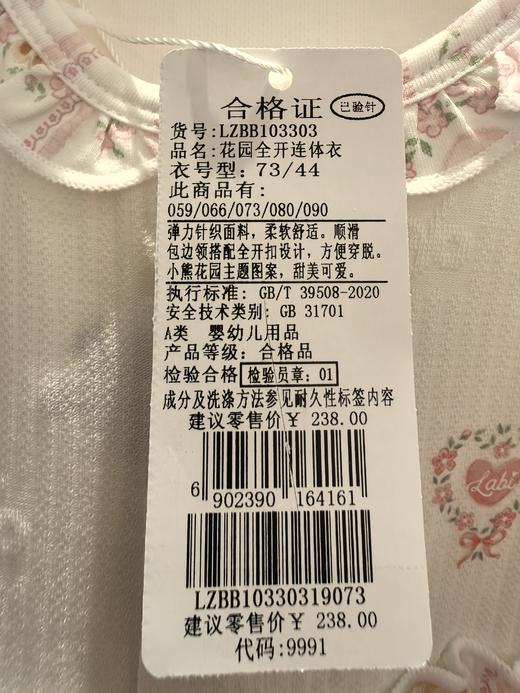 合格证 已验针
货号:LZBB103303
品名:花园全开连体衣
衣号型:73/44
此商品有:
059/066/073/080/090
弹力针织面料，柔软舒适。顺滑
包边领搭配全开扣设计，方便穿脱。
小熊花园主题图案，甜美可爱。
执行标准: GB/T 39508-2020
安全技术类别: GB 31701
A类 婴幼儿用品
产品等级: 合格品
检验合格 检验员章: 01
成分及洗涤方法参见耐久性标签内容
建议零售价¥ 238.00
6 902390 164161
LZBB10330319073
建议零售价¥ 238.00
代码:9991
Labi